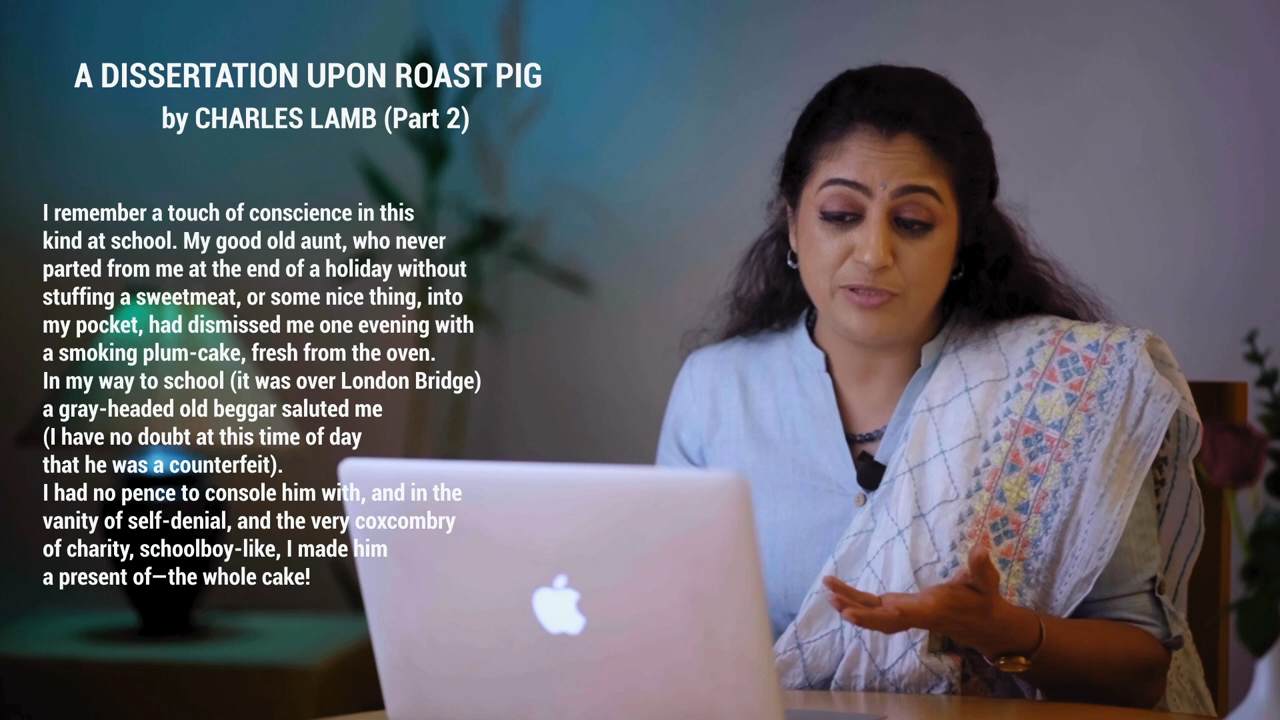 A DISSERTATION UPON ROAST PIG
by CHARLES LAMB (Part 2)
I remember a touch of conscience in this
kind at school. My good old aunt, who never
parted from me at the end of a holiday without
stuffing a sweetmeat, or some nice thing, into
my pocket, had dismissed me one evening with
a smoking plum-cake, fresh from the oven.
In my way to school (it was over London Bridge)
a gray-headed old beggar saluted me
(I have no doubt at this time of day
that he was a counterfeit).
I had no pence to console him with, and in the
vanity of self-denial, and the very coxcombry
of charity, schoolboy-like, I made him
a present of—the whole cake!